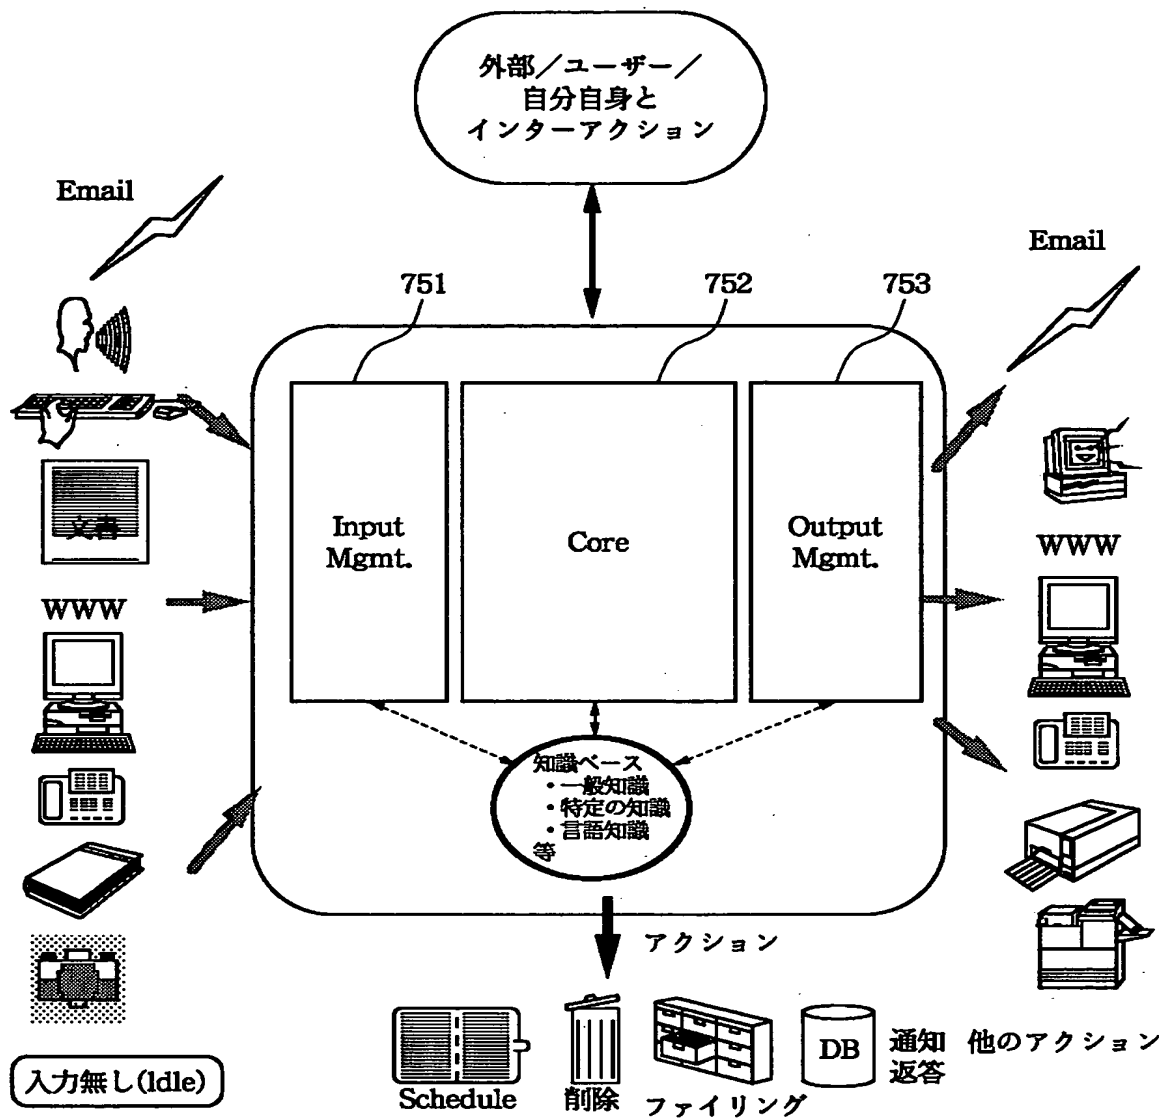 外部／ユーザー／
自分自身と
インターアクション
Email
Email
751
752
753
文書
Input
Mgmt.
Core
Output
Mgmt.
WWW
WWW
知識ベース
・一般知識
・特定の知識
・言語知識
等
アクション
入力無し(Idle)
Schedule
削除
ファイリング
DB
通知
返答
他のアクション